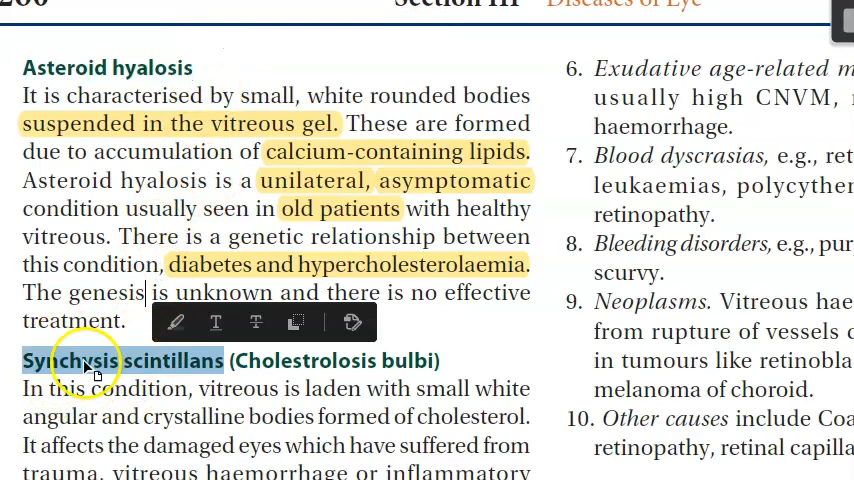 Section III Diseases of Eye
Asteroid hyalosis
It is characterised by small, white rounded bodies
suspended in the vitreous gel. These are formed
due to accumulation of calcium-containing lipids.
Asteroid hyalosis is a unilateral, asymptomatic
condition usually seen in old patients with healthy
vitreous. There is a genetic relationship between
this condition, diabetes and hypercholesterolaemia.
The genesis is unknown and there is no effective
treatment.
Synchysis scintillans (Cholestrolosis bulbi)
In this condition, vitreous is laden with small white
angular and crystalline bodies formed of cholesterol.
It affects the damaged eyes which have suffered from
trauma, vitreous haemorrhage or inflammatory
6. Exudative age-related m
usually high CNVM,
haemorrhage.
7. Blood dyscrasias, e.g., ret
leukaemias, polycythem
retinopathy.
8. Bleeding disorders, e.g., pur
scurvy.
9. Neoplasms. Vitreous hae
from rupture of vessels
in tumours like retinobla
melanoma of choroid.
10. Other causes include Coa
retinopathy, retinal capilla